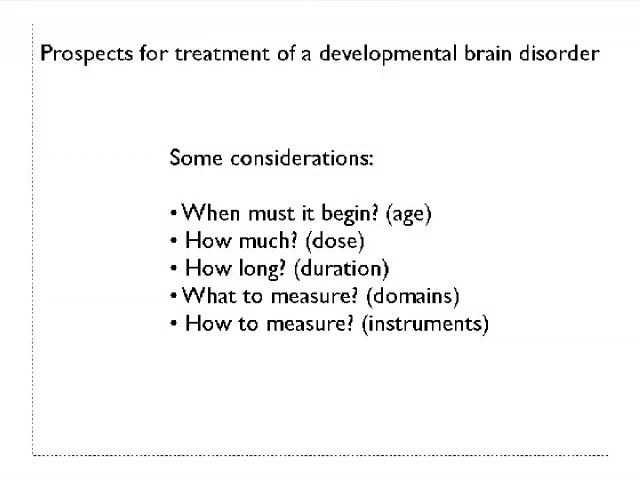 Prospects for treatment of a developmental brain disorder
Some considerations:
• When must it begin? (age)
• How much? (dose)
• How long? (duration)
• What to measure? (domains)
• How to measure? (instruments)